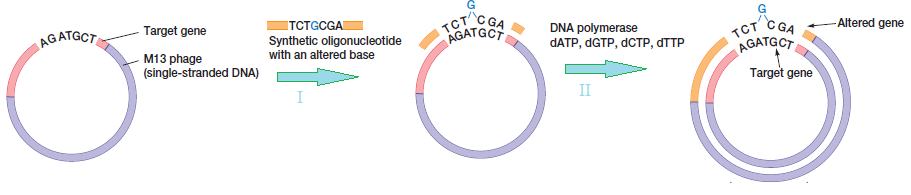 AGATGCT
Target gene
M13 phage
(single-stranded DNA)
TCTGCGA
Synthetic oligonucleotide
with an altered base
I
G
TCT CGA
AGATGCT
DNA polymerase
dATP, dGTP, dCTP, dTTP
II
G
TCT CGA
Altered gene
AGATGCT
Target gene